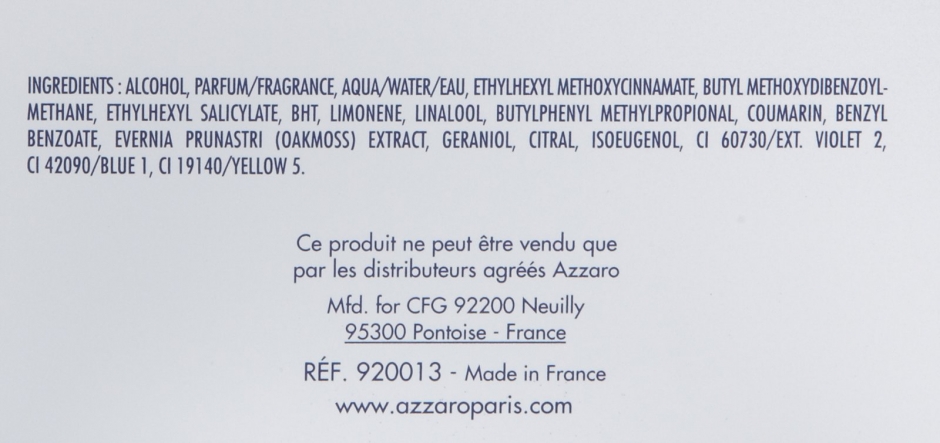 INGREDIENTS : ALCOHOL, PARFUM/FRAGRANCE, AQUA/WATER/EAU, ETHYLHEXYL METHOXYCINNAMATE, BUTYL METHOXYDIBENZOYL-
METHANE, ETHYLHEXYL SALICYLATE, BHT, LIMONENE, LINALOOL, BUTYLPHENYL METHYLPROPIONAL, COUMARIN, BENZYL
BENZOATE, EVERNIA PRUNASTRI (OAKMOSS) EXTRACT, GERANIOL, CITRAL, ISOEUGENOL, CI 60730/EXT. VIOLET 2,
CI 42090/BLUE 1, CI 19140/YELLOW 5.
Ce produit ne peut être vendu que
par les distributeurs agréés Azzaro
Mfd. for CFG 92200 Neuilly
95300 Pontoise - France
RÉF. 920013 - Made in France
www.azzaroparis.com